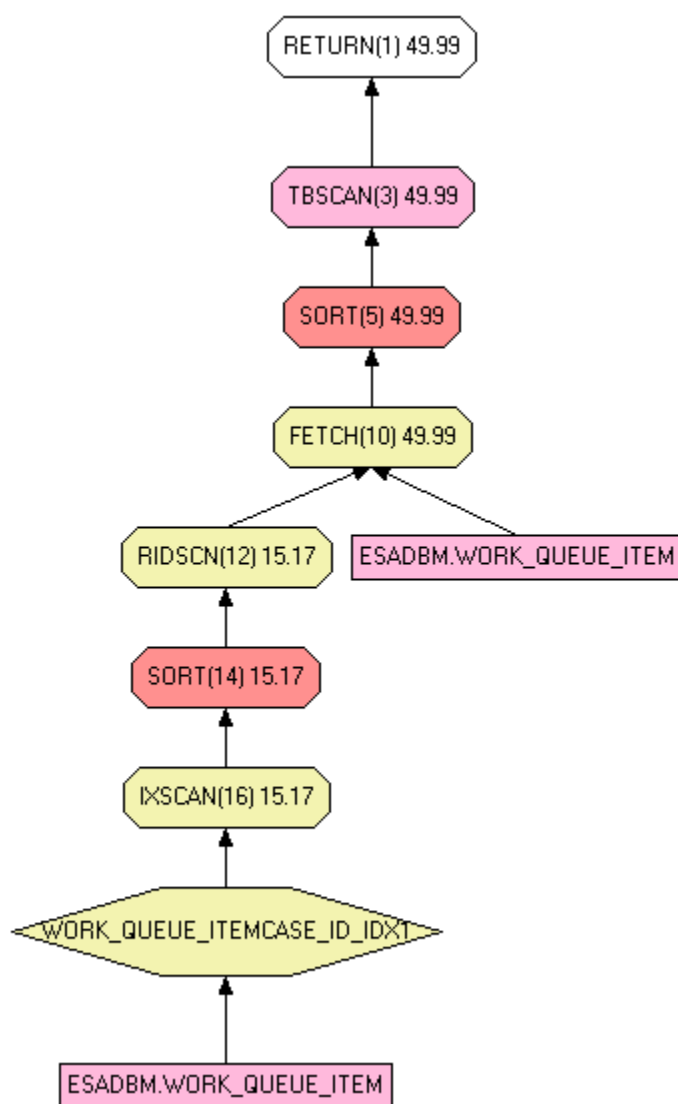 RETURN(1) 49.99
TBSCAN(3) 49.99
SORT(5) 49.99
FETCH(10) 49.99
RIDSCN(12) 15.17
ESADBM.WORK_QUEUE_ITEM
SORT(14) 15.17
IXSCAN(16) 15.17
WORK_QUEUE_ITEMCASE_ID_IDX1
ESADBM.WORK_QUEUE_ITEM